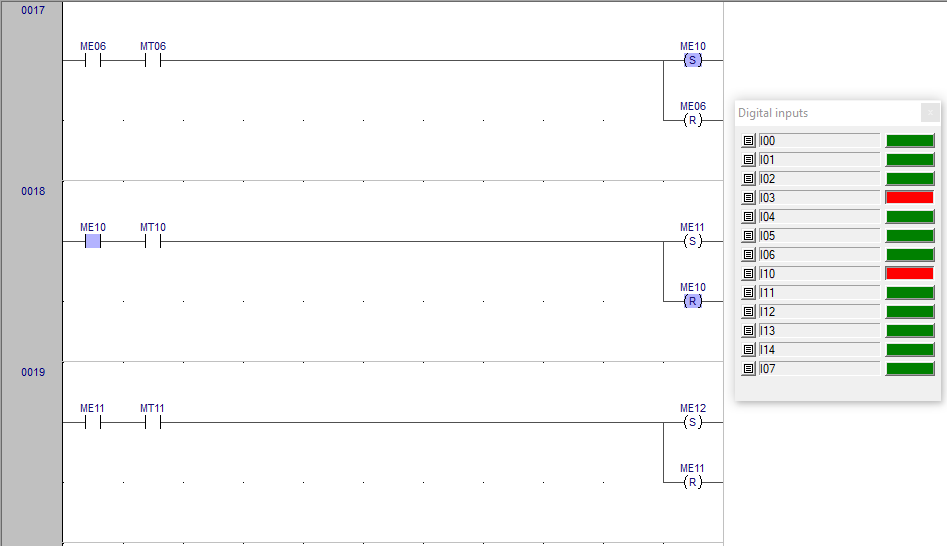 0017
ME06 MT06 ME10
S
ME06
R
0018
ME10 MT10 ME11
S
ME10
R
0019
ME11 MT11 ME12
S
ME11
R
Digital inputs
I00
I01
I02
I03
I04
I05
I06
I10
I11
I12
I13
I14
I07